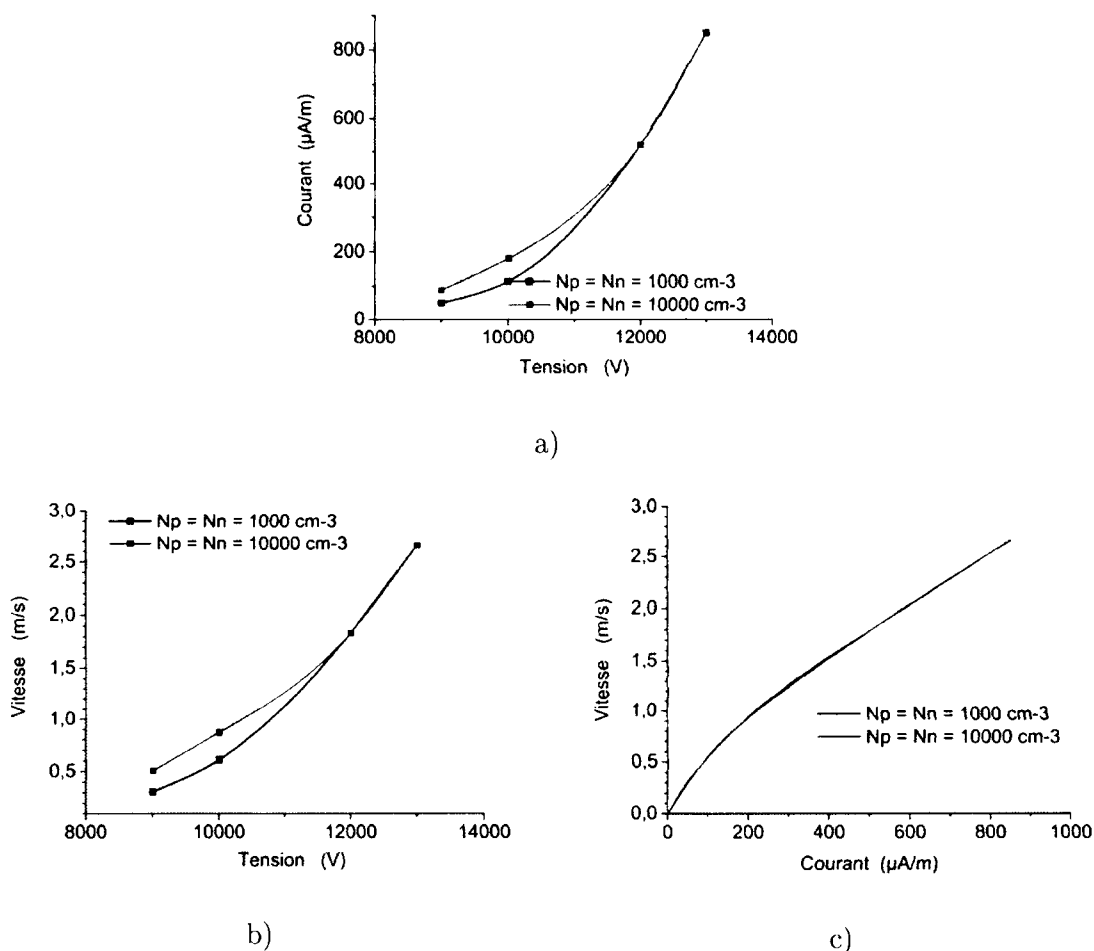 800
600
400
200
0
Courant (µA/m)
Np = Nn = 1000 cm-3
Np = Nn = 10000 cm-3
8000 10000 12000 14000
Tension (V)
a)
3,0
2,5
2,0
1,5
1,0
0,5
Vitesse (m/s)
Np = Nn = 1000 cm-3
Np = Nn = 10000 cm-3
8000 10000 12000 14000
Tension (V)
b)
3,0
2,5
2,0
1,5
1,0
0,5
0,0
Vitesse (m/s)
Np = Nn = 1000 cm-3
Np = Nn = 10000 cm-3
0 200 400 600 800 1000
Courant (µA/m)
c)